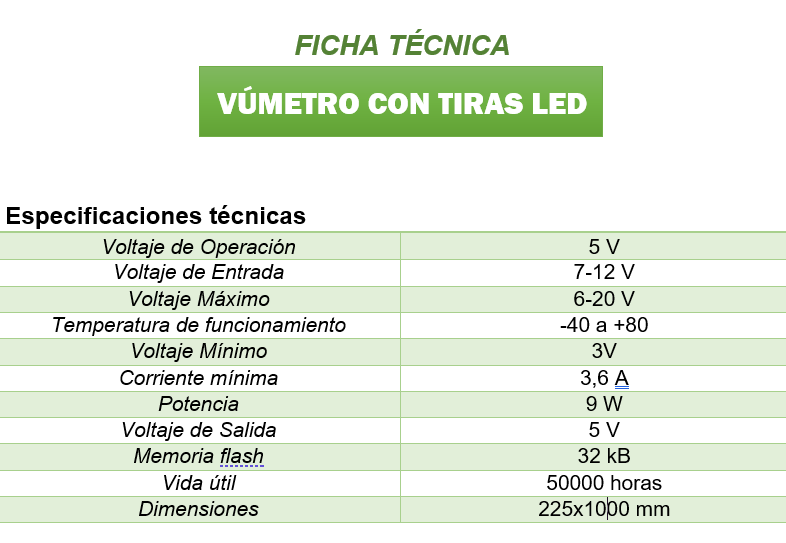 FICHA TÉCNICA
VÚMETRO CON TIRAS LED
Especificaciones técnicas
Voltaje de Operación 5 V
Voltaje de Entrada 7-12 V
Voltaje Máximo 6-20 V
Temperatura de funcionamiento -40 a +80
Voltaje Mínimo 3V
Corriente mínima 3,6 A
Potencia 9 W
Voltaje de Salida 5 V
Memoria flash 32 kB
Vida útil 50000 horas
Dimensiones 225x1000 mm